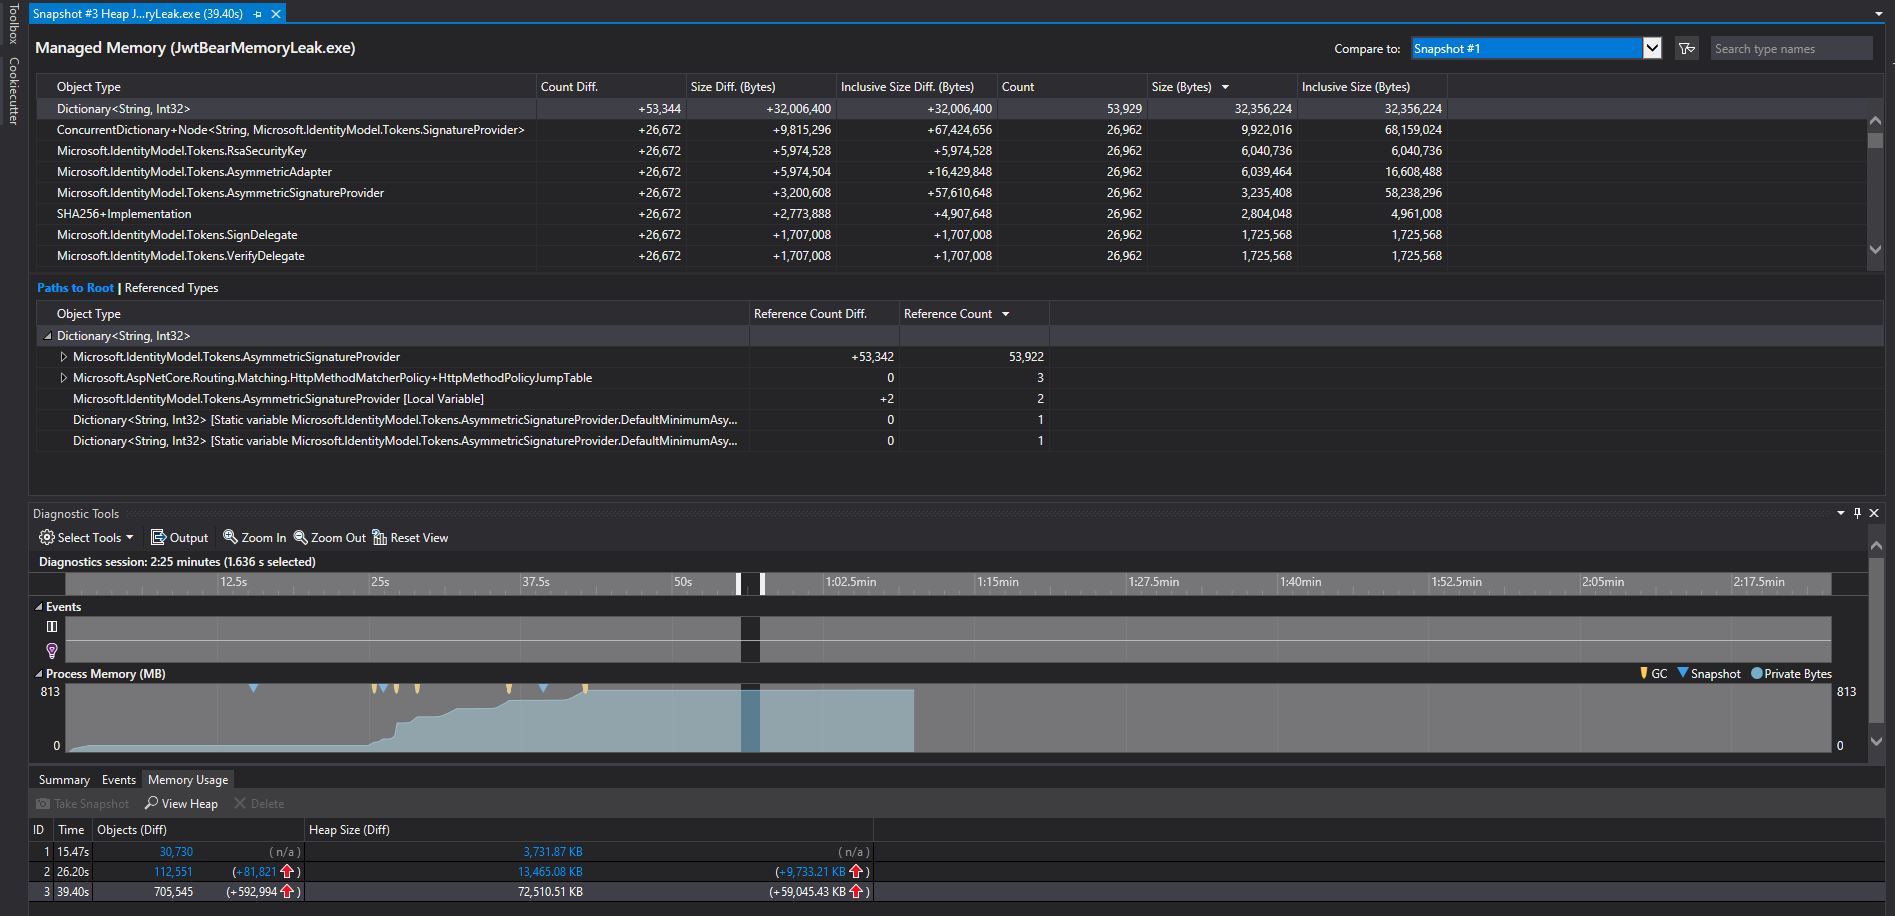 Toolbox
Cookiecutter
Snapshot #3 Heap J...ryLeak.exe (39.40s)
Managed Memory (JwtBearMemoryLeak.exe)
Compare to: Snapshot #1 Search type names
Object Type Count Diff. Size Diff. (Bytes) Inclusive Size Diff. (Bytes) Count Size (Bytes) Inclusive Size (Bytes)
Dictionary<String, Int32> +53,344 +32,006,400 +32,006,400 53,929 32,356,224 32,356,224
ConcurrentDictionary+Node<String, Microsoft.IdentityModel.Tokens.SignatureProvider> +26,672 +9,815,296 +67,424,656 26,962 9,922,016 68,159,024
Microsoft.IdentityModel.Tokens.RsaSecurityKey +26,672 +5,974,528 +5,974,528 26,962 6,040,736 6,040,736
Microsoft.IdentityModel.Tokens.AsymmetricAdapter +26,672 +5,974,504 +16,429,848 26,962 6,039,464 16,608,488
Microsoft.IdentityModel.Tokens.AsymmetricSignatureProvider +26,672 +3,200,608 +57,610,648 26,962 3,235,408 58,238,296
SHA256+Implementation +26,672 +2,773,888 +4,907,648 26,962 2,804,048 4,961,008
Microsoft.IdentityModel.Tokens.SignDelegate +26,672 +1,707,008 +1,707,008 26,962 1,725,568 1,725,568
Microsoft.IdentityModel.Tokens.VerifyDelegate +26,672 +1,707,008 +1,707,008 26,962 1,725,568 1,725,568
Paths to Root | Referenced Types
Object Type Reference Count Diff. Reference Count
Dictionary<String, Int32>
Microsoft.IdentityModel.Tokens.AsymmetricSignatureProvider +53,342 53,922
Microsoft.AspNetCore.Routing.Matching.HttpMethodMatcherPolicy+HttpMethodPolicyJumpTable 0 3
Microsoft.IdentityModel.Tokens.AsymmetricSignatureProvider [Local Variable] +2 2
Dictionary<String, Int32> [Static variable Microsoft.IdentityModel.Tokens.AsymmetricSignatureProvider.DefaultMinimumAsy... 0 1
Dictionary<String, Int32> [Static variable Microsoft.IdentityModel.Tokens.AsymmetricSignatureProvider.DefaultMinimumAsy... 0 1
Diagnostic Tools
Select Tools Output Zoom In Zoom Out Reset View
Diagnostics session: 2:25 minutes (1.636 s selected)
12.5s 25s 37.5s 50s 1:02.5min 1:15min 1:27.5min 1:40min 1:52.5min 2:05min 2:17.5min
Events
Process Memory (MB) GC Snapshot Private Bytes
813 813
0 0
Summary Events Memory Usage
Take Snapshot View Heap Delete
ID Time Objects (Diff) Heap Size (Diff)
1 15.47s 30,730 (n/a) 3,731.87 KB (n/a)
2 26.20s 112,551 (+81,821) 13,465.08 KB (+9,733.21 KB)
3 39.40s 705,545 (+592,994) 72,510.51 KB (+59,045.43 KB)